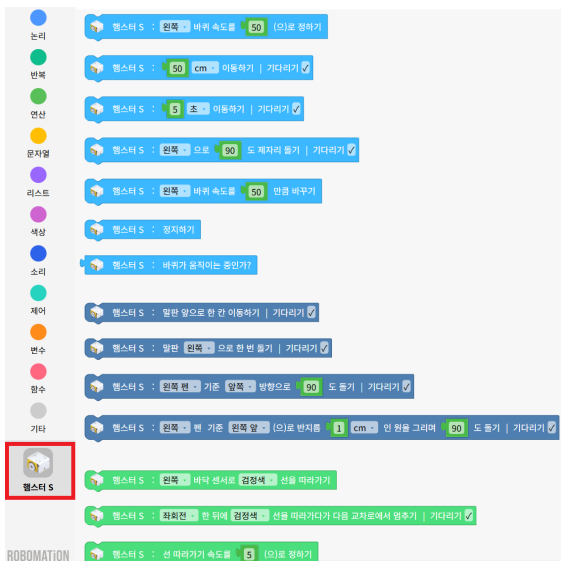 논리
반복
연산
문자열
리스트
색상
소리
제어
변수
함수
기타
햄스터 S
ROBOMATION
햄스터 S : 왼쪽 바퀴 속도를 50 (으)로 정하기
햄스터 S : 50 cm 이동하기 | 기다리기
햄스터 S : 5 초 이동하기 | 기다리기
햄스터 S : 왼쪽 으로 90 도 제자리 돌기 | 기다리기
햄스터 S : 왼쪽 바퀴 속도를 50 만큼 바꾸기
햄스터 S : 정지하기
햄스터 S : 바퀴가 움직이는 중인가?
햄스터 S : 말판 앞으로 한 칸 이동하기 | 기다리기
햄스터 S : 말판 왼쪽 으로 한 번 돌기 | 기다리기
햄스터 S : 왼쪽 펜 기준 앞쪽 방향으로 90 도 돌기 | 기다리기
햄스터 S : 왼쪽 펜 기준 왼쪽 앞 (으)로 반지름 1 cm 인 원을 그리며 90 도 돌기 | 기다리기
햄스터 S : 왼쪽 바닥 센서로 검정색 선을 따라가기
햄스터 S : 좌회전 한 뒤에 검정색 선을 따라가다가 다음 교차로에서 멈추기 | 기다리기
햄스터 S : 선 따라가기 속도를 5 (으)로 정하기